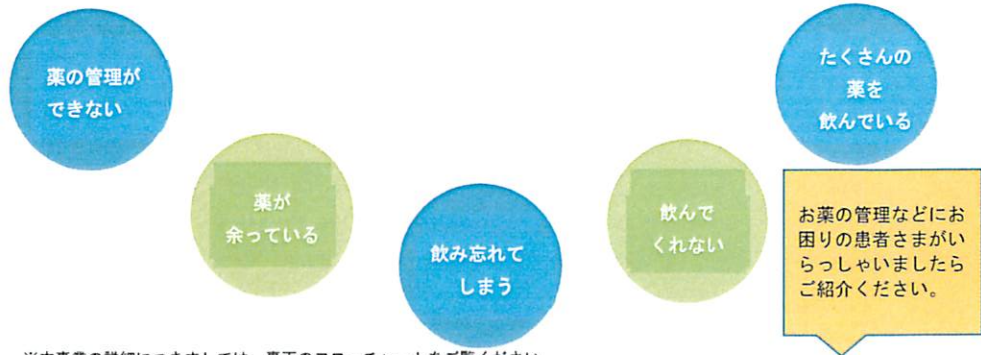 薬の管理が
できない
薬が
余っている
飲み忘れて
しまう
飲んで
くれない
たくさんの
薬を
飲んでいる
お薬の管理などにお
困りの患者さまがい
らっしゃいましたら
ご紹介ください。